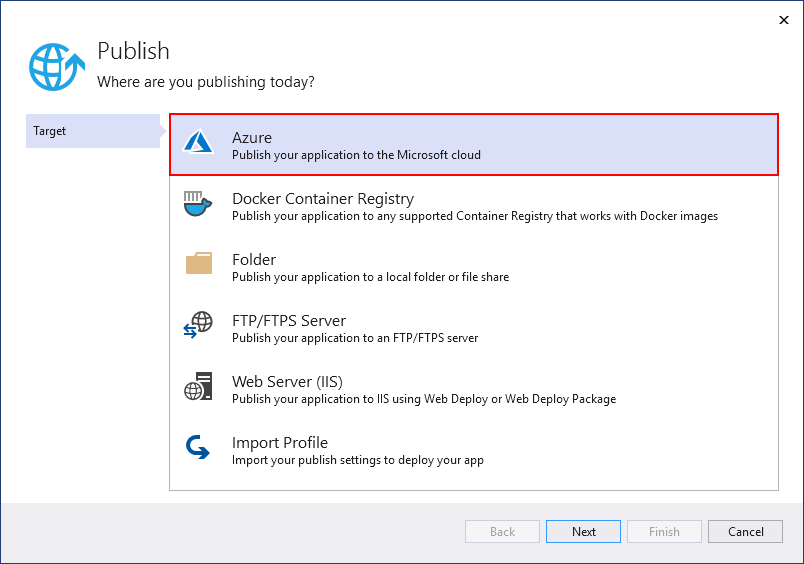 Publish
Where are you publishing today?
Target
Azure
Publish your application to the Microsoft cloud
Docker Container Registry
Publish your application to any supported Container Registry that works with Docker images
Folder
Publish your application to a local folder or file share
FTP/FTPS Server
Publish your application to an FTP/FTPS server
Web Server (IIS)
Publish your application to IIS using Web Deploy or Web Deploy Package
Import Profile
Import your publish settings to deploy your app
Back Next Finish Cancel